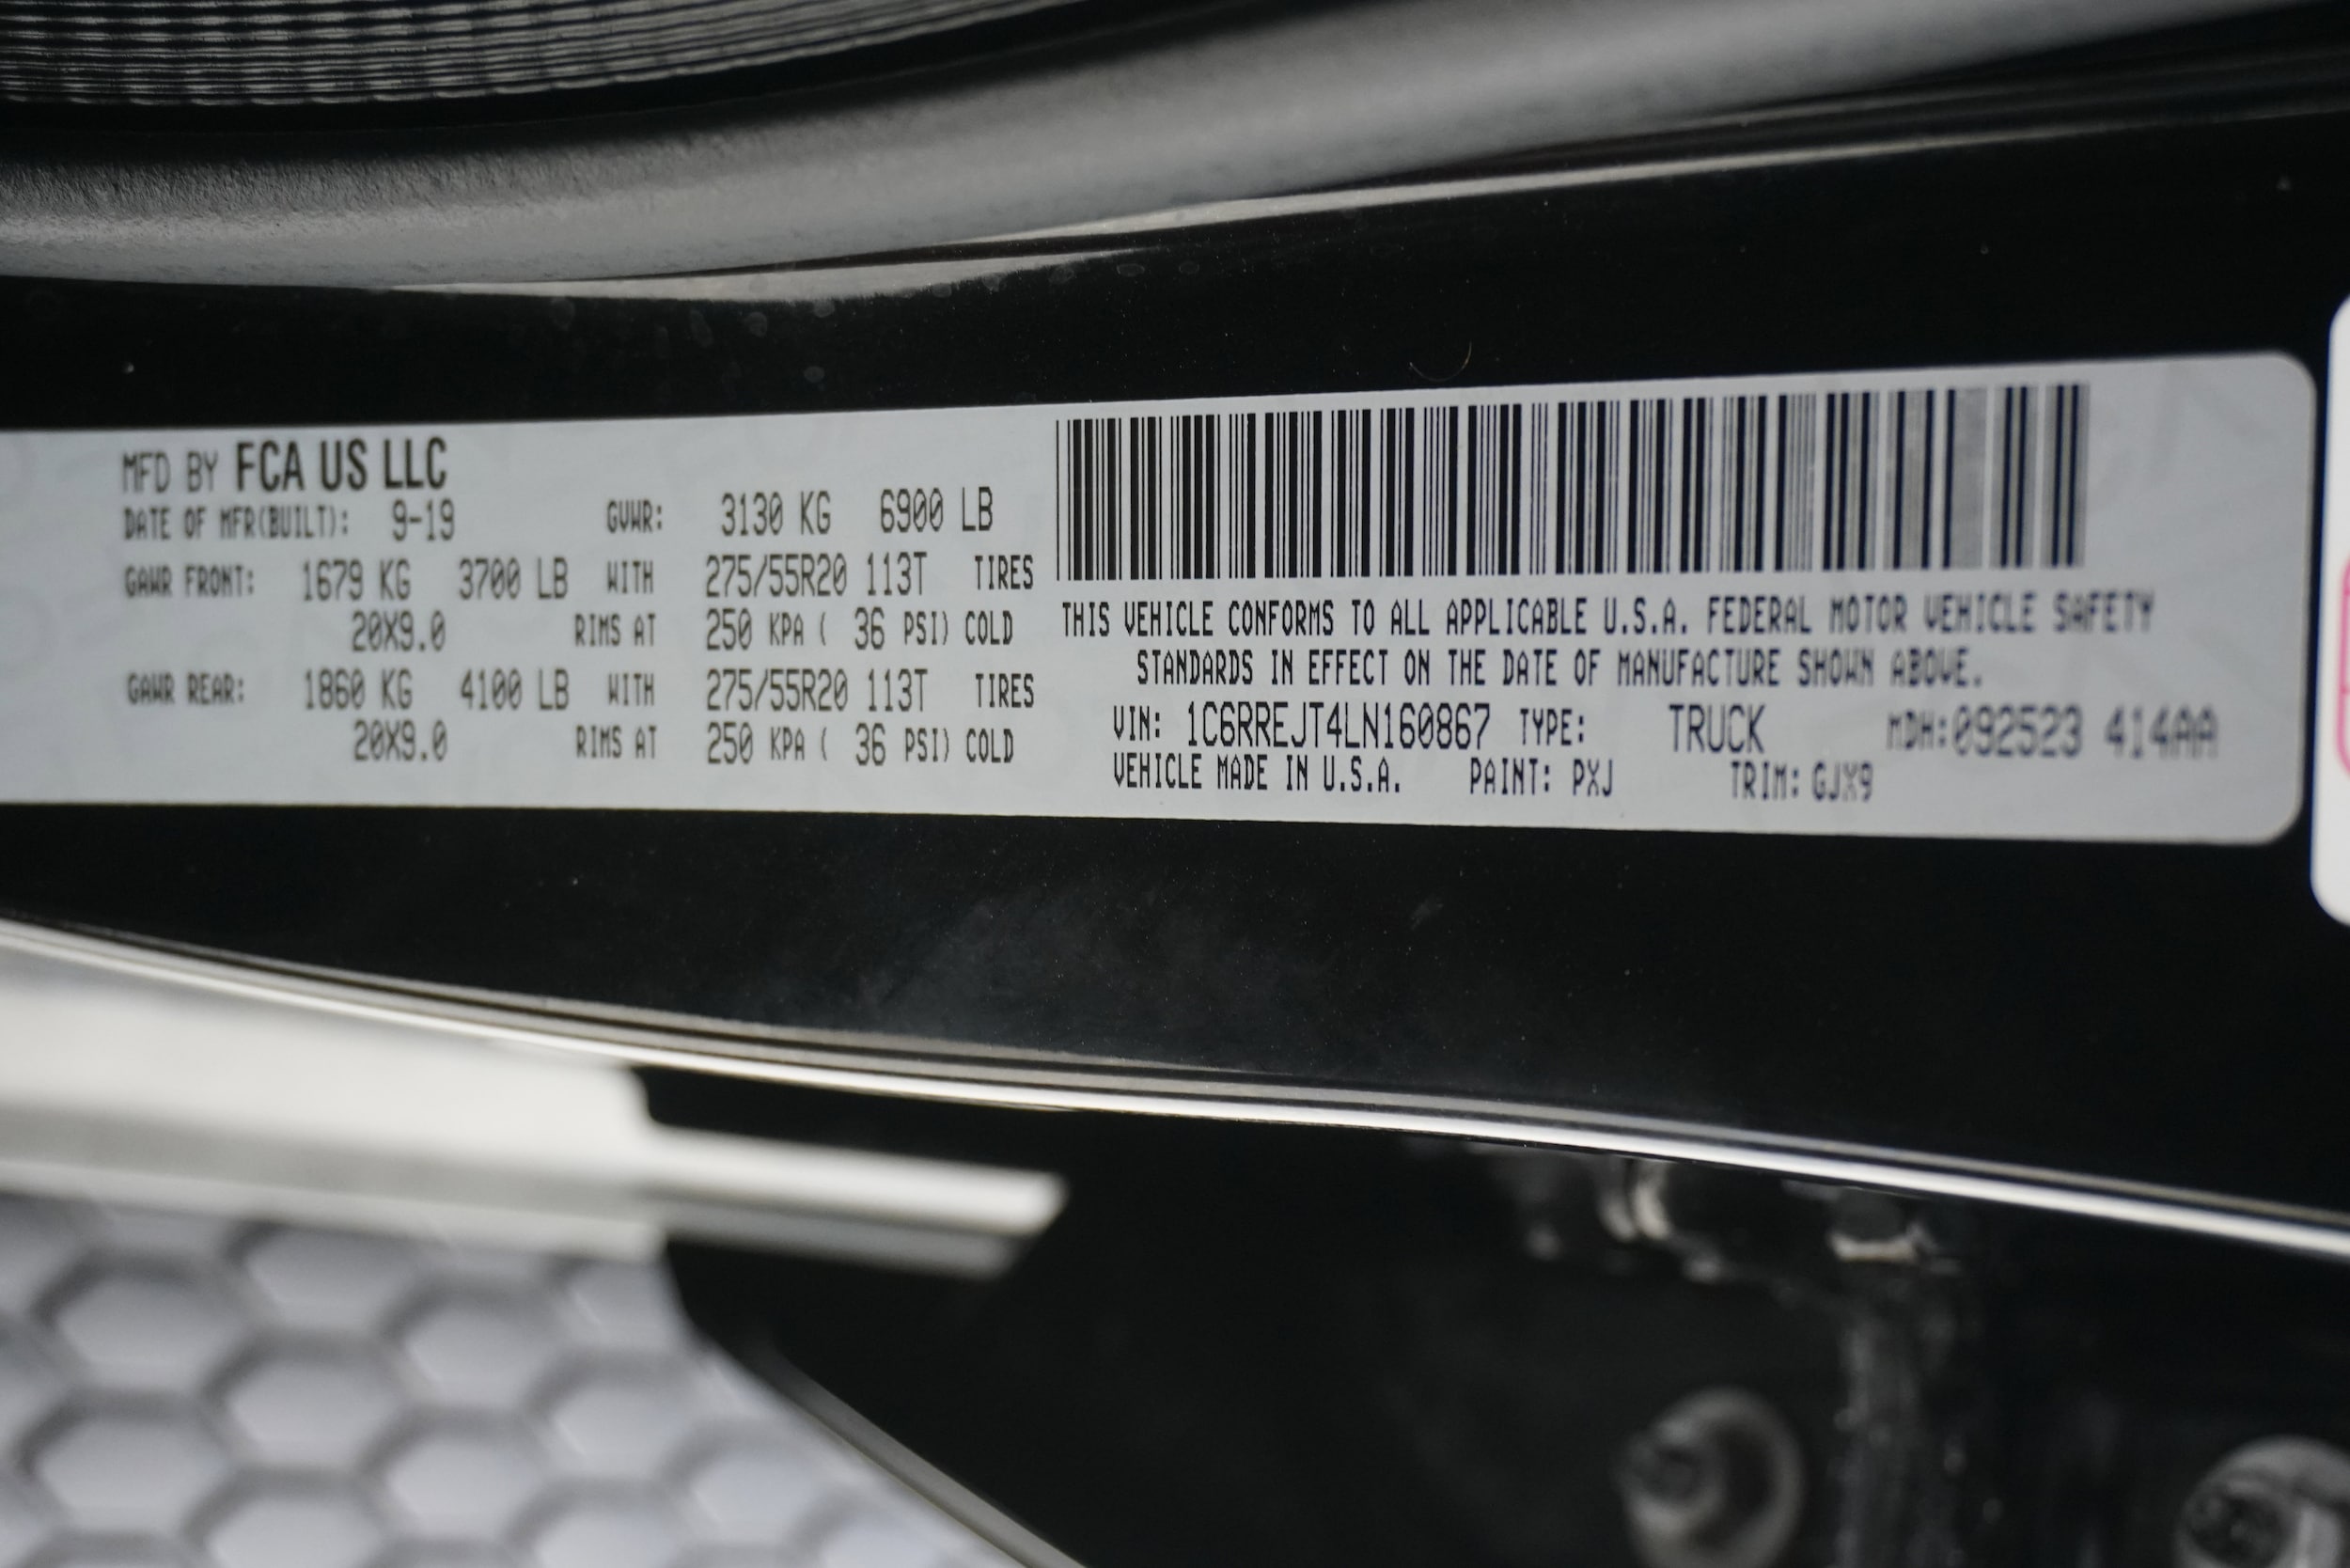 MFD BY FCA US LLC
DATE OF MFR(BUILT): 9-19 GVWR: 3130 KG 6900 LB
GAWR FRONT: 1679 KG 3700 LB WITH 275/55R20 113T TIRES
20X9.0 RIMS AT 250 KPA ( 36 PSI) COLD
GAWR REAR: 1860 KG 4100 LB WITH 275/55R20 113T TIRES
20X9.0 RIMS AT 250 KPA ( 36 PSI) COLD
THIS VEHICLE CONFORMS TO ALL APPLICABLE U.S.A. FEDERAL MOTOR VEHICLE SAFETY
STANDARDS IN EFFECT ON THE DATE OF MANUFACTURE SHOWN ABOVE.
VIN: 1C6RREJT4LN160867 TYPE: TRUCK MDH:092523 414AA
VEHICLE MADE IN U.S.A. PAINT: PXJ TRIM: GJX9